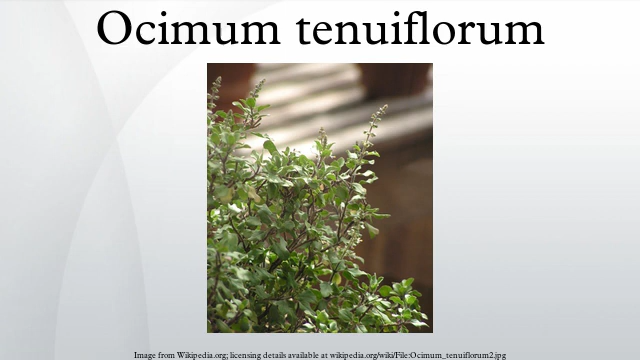 Ocimum tenuiflorum
Image from Wikipedia.org; licensing details available at wikipedia.org/wiki/File:Ocimum_tenuiflorum2.jpg